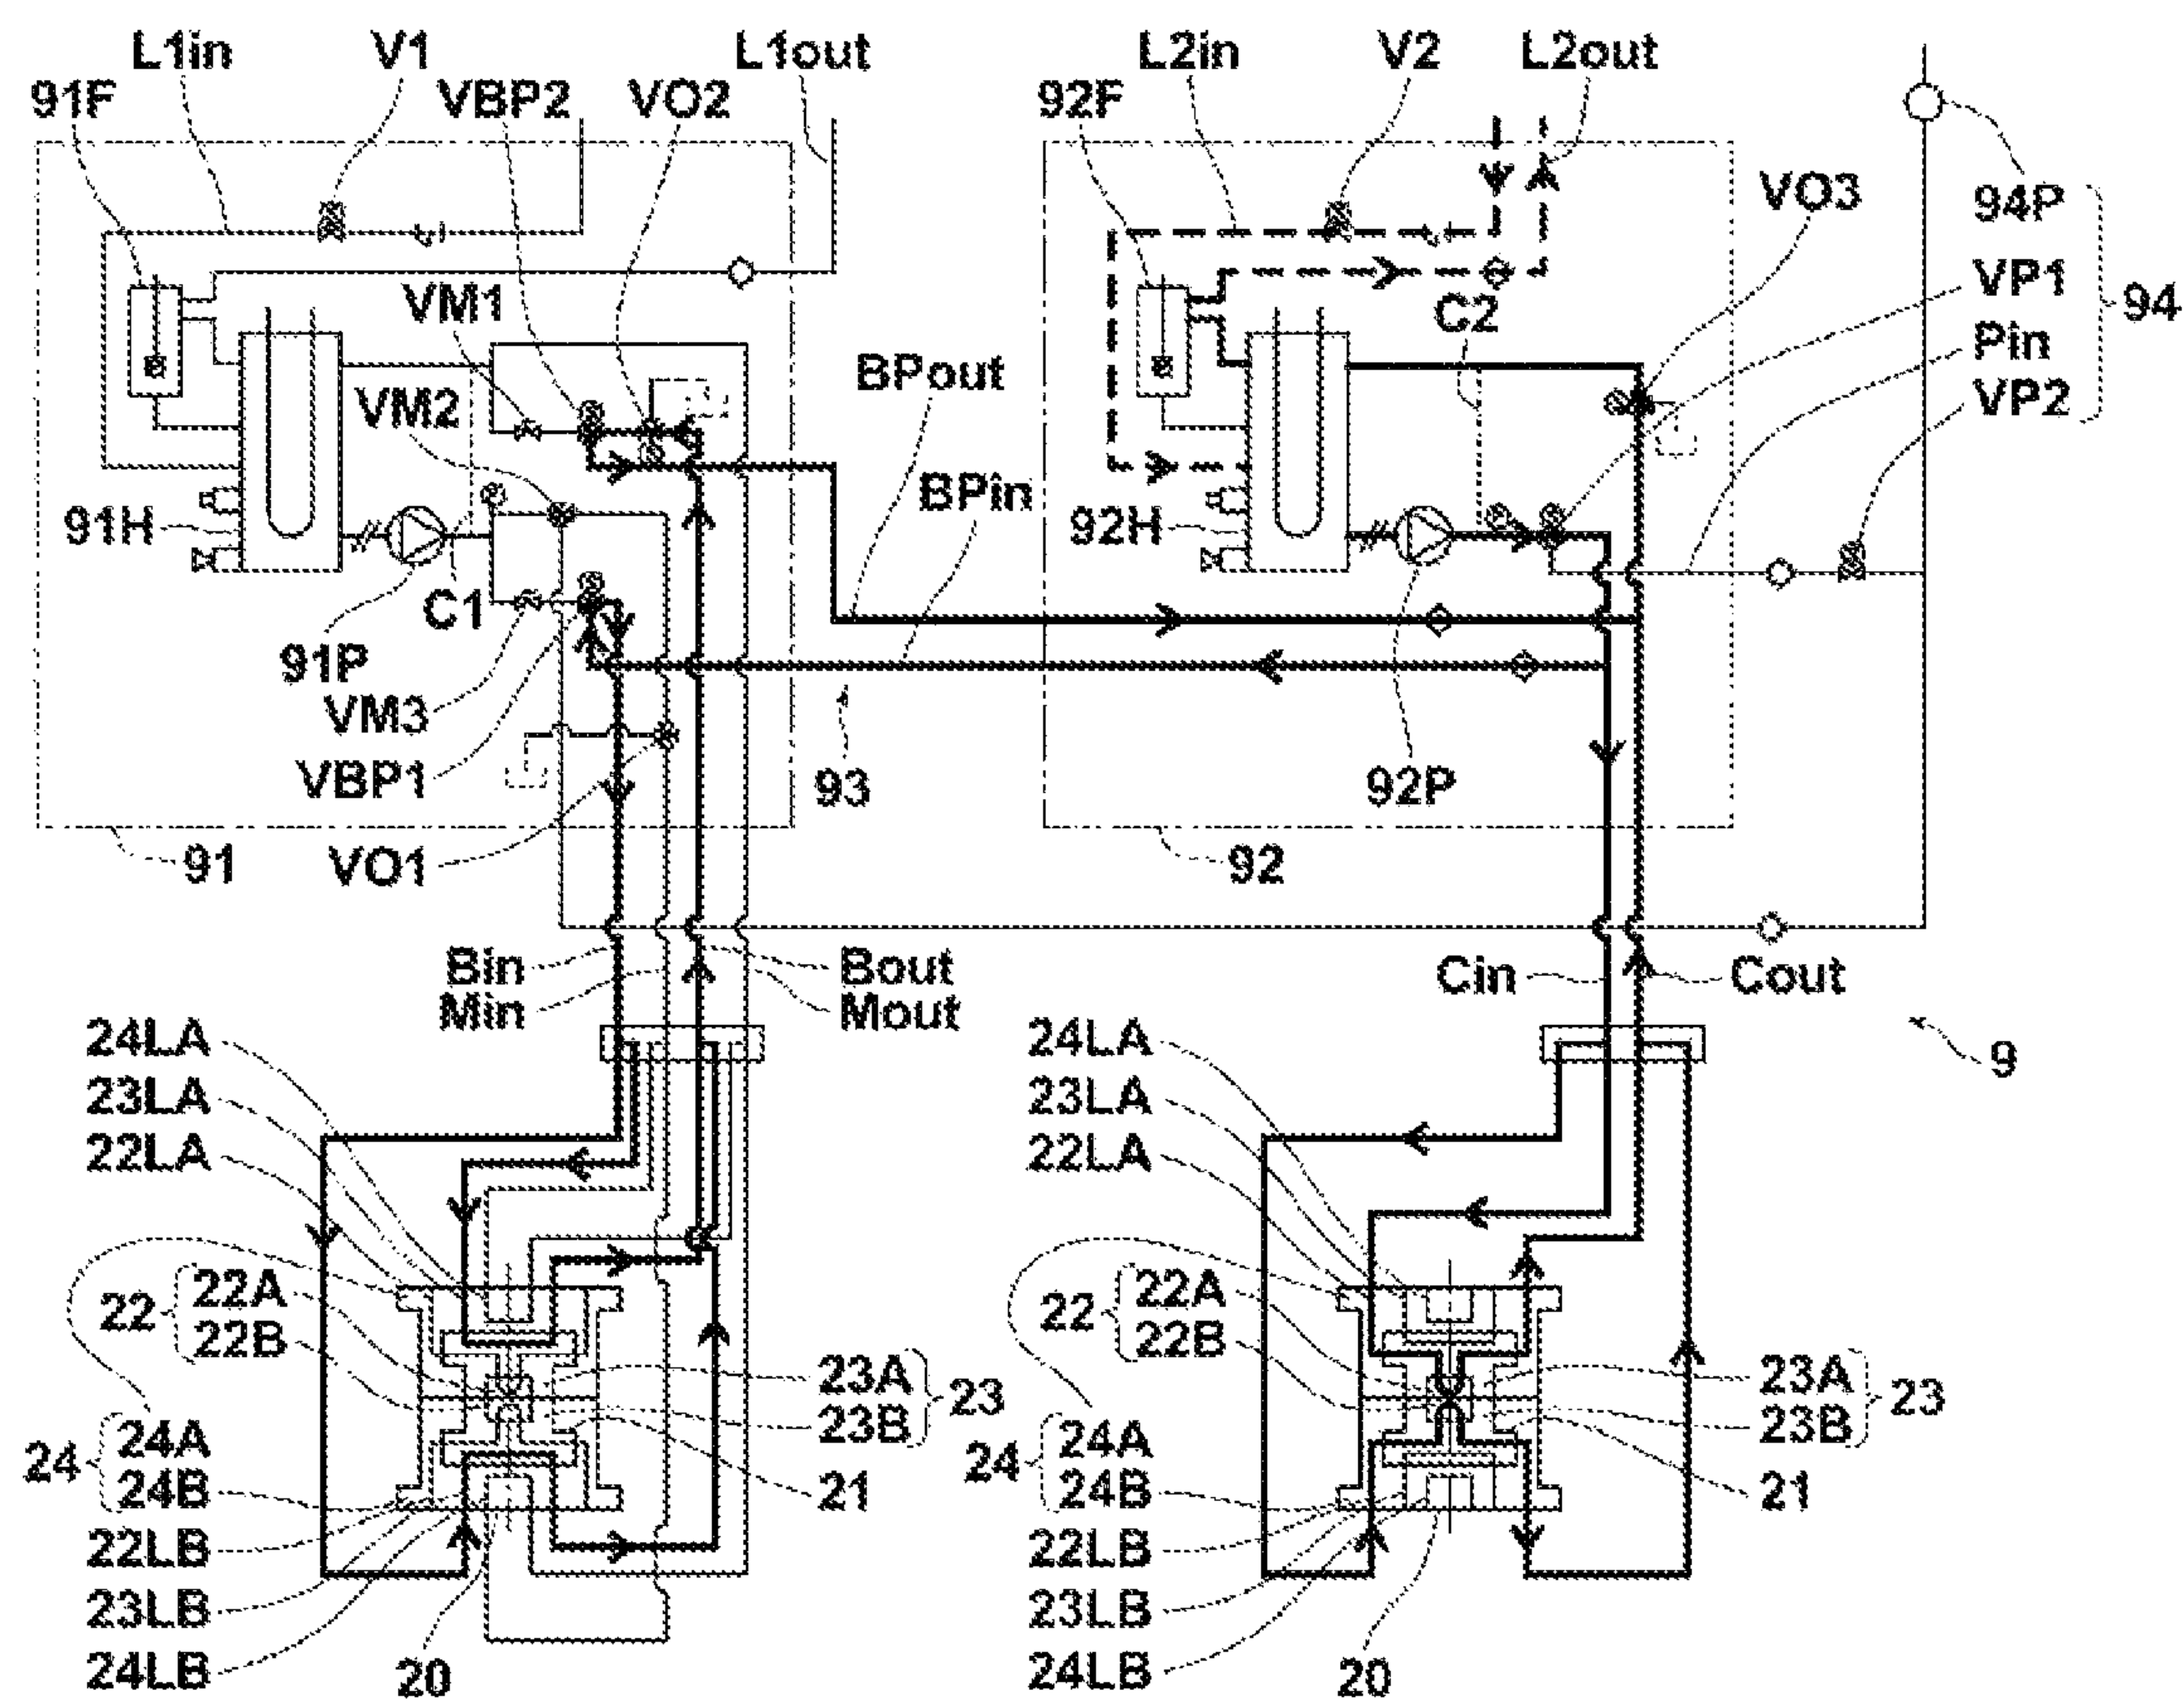 L1in V1 L1out L2in V2 L2out
91F VBP2 VO2 92F
VO3 94P
VM1 C2 VP1 94
VM2 BPout Pin
VP2
91H BPin 92H
C1
91P
VM3
VBP1 93 92P
91 VO1 92
Bin Bout Cin Cout
Min Mout
24LA 24LA 9
23LA 23LA
22LA 22LA
22 22A 22 22A
22B 22B
23A 23 23A 23
23B 23B
24 24A 24 24A
24B 21 24B 21
22LB 22LB
23LB 23LB
24LB 20 24LB 20